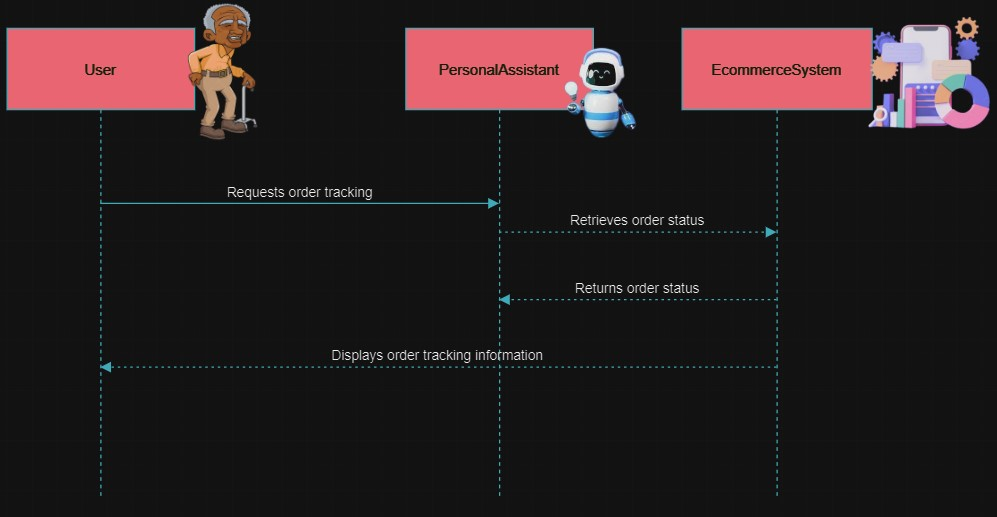 User
PersonalAssistant
EcommerceSystem
Requests order tracking
Retrieves order status
Returns order status
Displays order tracking information